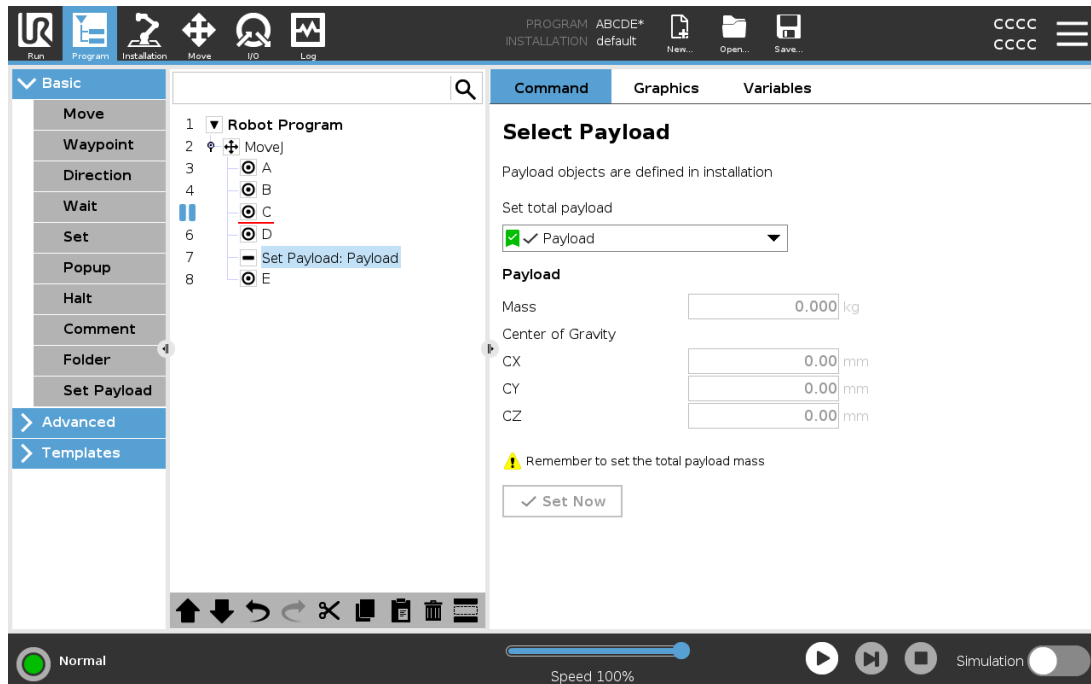 PROGRAM ABCDE*
INSTALLATION default
CCCC
CCCC
Run
Program
Installation
Move
I/O
Log
New...
Open...
Save...
Basic
Move
Waypoint
Direction
Wait
Set
Popup
Halt
Comment
Folder
Set Payload
Advanced
Templates
1 Robot Program
2 MoveJ
3 A
4 B
C
6 D
7 Set Payload: Payload
8 E
Command Graphics Variables
Select Payload
Payload objects are defined in installation
Set total payload
Payload
Payload
Mass 0.000 kg
Center of Gravity
CX 0.00 mm
CY 0.00 mm
CZ 0.00 mm
Remember to set the total payload mass
Set Now
Normal
Speed 100%
Simulation